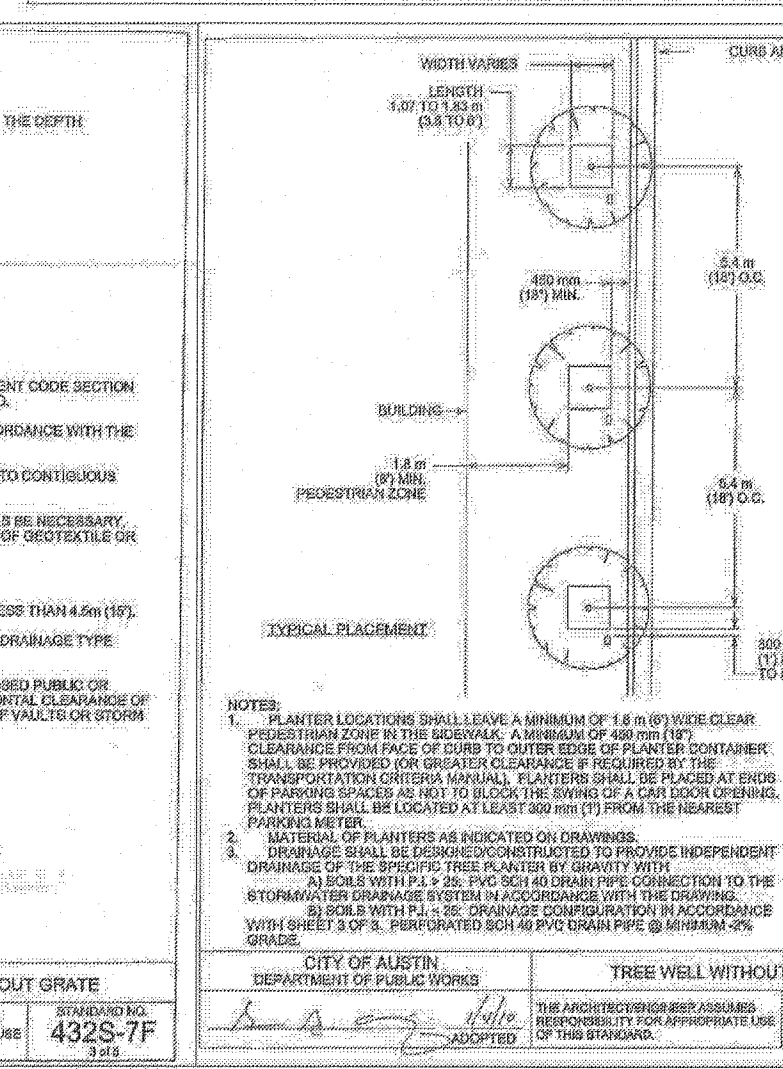 THE DEPTH
ENT CODE SECTION
D.
ORDANCE WITH THE
TO CONTIGUOUS
S BE NECESSARY,
OF GEOTEXTILE OR
ESS THAN 4.5m (15').
DRAINAGE TYPE
SED PUBLIC OR
ONTAL CLEARANCE OF
F VAULTS OR STORM
OUT GRATE
USE
STANDARD NO.
432S-7F
CURB
WIDTH VARIES
LENGTH
1.07 TO 1.83 m
(3.5 TO 6')
5.4 m
(18') O.C.
450 mm
(18") MIN.
BUILDING
1.8 m
(6') MIN.
PEDESTRIAN ZONE
5.4 m
(18') O.C.
TYPICAL PLACEMENT
300
(1')
TO
NOTES:
1. PLANTER LOCATIONS SHALL LEAVE A MINIMUM OF 1.8 m (6') WIDE CLEAR
PEDESTRIAN ZONE IN THE SIDEWALK. A MINIMUM OF 450 mm (18")
CLEARANCE FROM FACE OF CURB TO OUTER EDGE OF PLANTER CONTAINER
SHALL BE PROVIDED (OR GREATER CLEARANCE IF REQUIRED BY THE
TRANSPORTATION CRITERIA MANUAL). PLANTERS SHALL BE PLACED AT ENDS
OF PARKING SPACES AS NOT TO BLOCK THE SWING OF A CAR DOOR OPENING.
PLANTERS SHALL BE LOCATED AT LEAST 300 mm (1') FROM THE NEAREST
PARKING METER.
2. MATERIAL OF PLANTERS AS INDICATED ON DRAWINGS.
3. DRAINAGE SHALL BE DESIGNED/CONSTRUCTED TO PROVIDE INDEPENDENT
DRAINAGE OF THE SPECIFIC TREE PLANTER BY GRAVITY WITH
A) SOILS WITH P.I. > 25: PVC SCH 40 DRAIN PIPE CONNECTION TO THE
STORMWATER DRAINAGE SYSTEM IN ACCORDANCE WITH THE DRAWING.
B) SOILS WITH P.I. < 25: DRAINAGE CONFIGURATION IN ACCORDANCE
WITH SHEET 3 OF 3. PERFORATED SCH 40 PVC DRAIN PIPE @ MINIMUM -2%
GRADE.
CITY OF AUSTIN
DEPARTMENT OF PUBLIC WORKS
TREE WELL WITHOUT
ADOPTED
THE ARCHITECT/ENGINEER ASSUMES
RESPONSIBILITY FOR APPROPRIATE USE
OF THIS STANDARD.